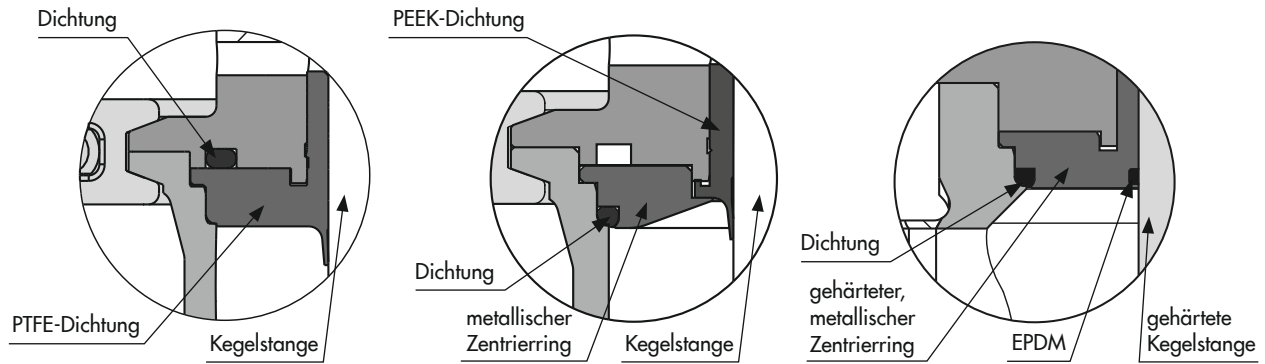 Dichtung
PTFE-Dichtung
Kegelstange
PEEK-Dichtung
Dichtung
metallischer
Zentrierring
Kegelstange
Dichtung
gehärteter,
metallischer
Zentrierring
EPDM
gehärtete
Kegelstange